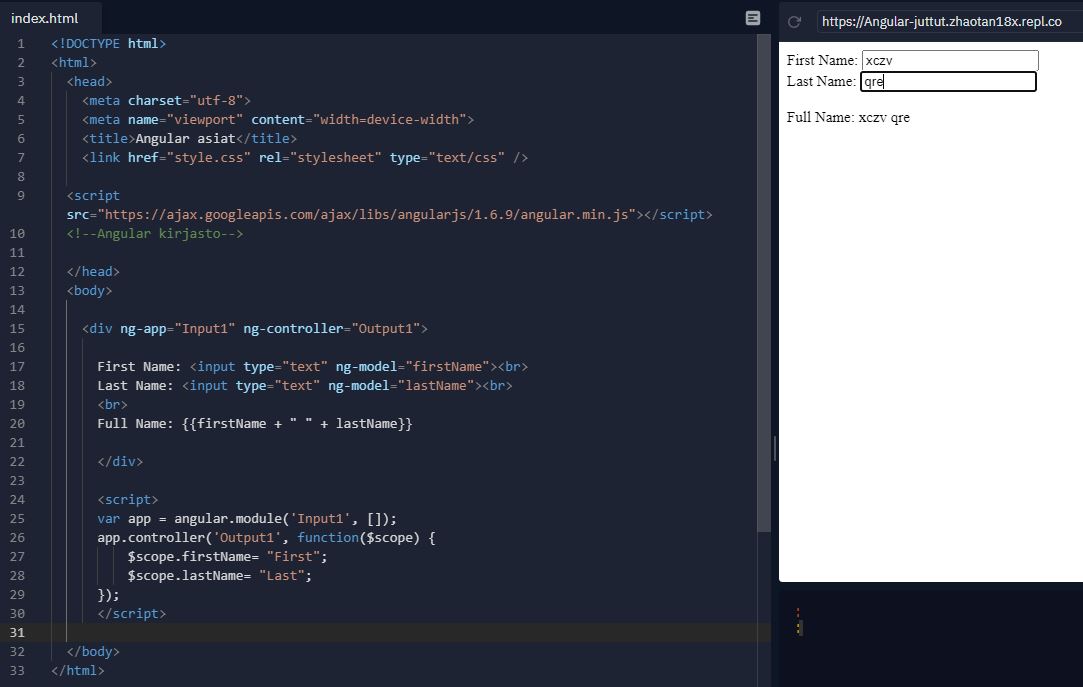 index.html
1 <!DOCTYPE html>
2 <html>
3 <head>
4 <meta charset="utf-8">
5 <meta name="viewport" content="width=device-width">
6 <title>Angular asiat</title>
7 <link href="style.css" rel="stylesheet" type="text/css" />
8
9 <script
src="https://ajax.googleapis.com/ajax/libs/angularjs/1.6.9/angular.min.js"></script>
10 <!--Angular kirjasto-->
11
12 </head>
13 <body>
14
15 <div ng-app="Input1" ng-controller="Output1">
16
17 First Name: <input type="text" ng-model="firstName"><br>
18 Last Name: <input type="text" ng-model="lastName"><br>
19 <br>
20 Full Name: {{firstName + " " + lastName}}
21
22 </div>
23
24 <script>
25 var app = angular.module('Input1', []);
26 app.controller('Output1', function($scope) {
27 $scope.firstName= "First";
28 $scope.lastName= "Last";
29 });
30 </script>
31
32 </body>
33 </html>
https://Angular-juttut.zhaotan18x.repl.co
First Name: xczv
Last Name: qre
Full Name: xczv qre